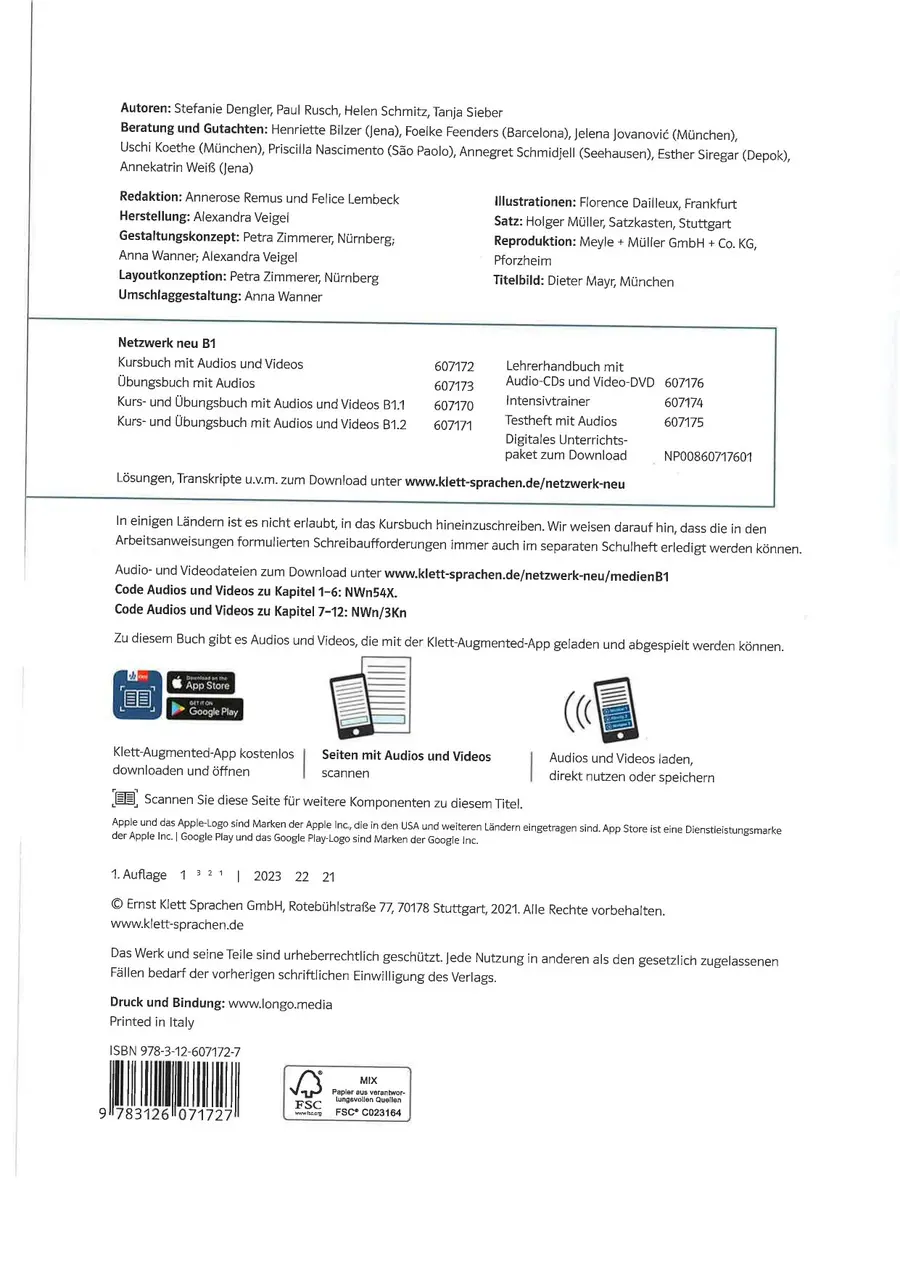 Autoren: Stefanie Dengler, Paul Rusch, Helen Schmitz, Tanja Sieber
Beratung und Gutachten: Henriette Bilzer (Jena), Foelke Feenders (Barcelona), Jelena Jovanović (München),
Uschi Koethe (München), Priscilla Nascimento (São Paolo), Annegret Schmidjell (Seehausen), Esther Siregar (Depok),
Annekatrin Weiß (Jena)
Redaktion: Annerose Remus und Felice Lembeck
Herstellung: Alexandra Veigel
Gestaltungskonzept: Petra Zimmerer, Nürnberg;
Anna Wanner; Alexandra Veigel
Layoutkonzeption: Petra Zimmerer, Nürnberg
Umschlaggestaltung: Anna Wanner
Illustrationen: Florence Dailleux, Frankfurt
Satz: Holger Müller, Satzkasten, Stuttgart
Reproduktion: Meyle + Müller GmbH + Co. KG,
Pforzheim
Titelbild: Dieter Mayr, München
Netzwerk neu B1
Kursbuch mit Audios und Videos 607172
Übungsbuch mit Audios 607173
Kurs- und Übungsbuch mit Audios und Videos B1.1 607170
Kurs- und Übungsbuch mit Audios und Videos B1.2 607171
Lehrerhandbuch mit
Audio-CDs und Video-DVD 607176
Intensivtrainer 607174
Testheft mit Audios 607175
Digitales Unterrichts-
paket zum Download NP00860717601
Lösungen, Transkripte u.v.m. zum Download unter www.klett-sprachen.de/netzwerk-neu
In einigen Ländern ist es nicht erlaubt, in das Kursbuch hineinzuschreiben. Wir weisen darauf hin, dass die in den
Arbeitsanweisungen formulierten Schreibaufforderungen immer auch im separaten Schulheft erledigt werden können.
Audio- und Videodateien zum Download unter www.klett-sprachen.de/netzwerk-neu/medienB1
Code Audios und Videos zu Kapitel 1–6: NWn54X.
Code Audios und Videos zu Kapitel 7–12: NWn/3Kn
Zu diesem Buch gibt es Audios und Videos, die mit der Klett-Augmented-App geladen und abgespielt werden können.
Download on the
App Store
GET IT ON
Google Play
Klett-Augmented-App kostenlos
downloaden und öffnen
Seiten mit Audios und Videos
scannen
Audios und Videos laden,
direkt nutzen oder speichern
Scannen Sie diese Seite für weitere Komponenten zu diesem Titel.
Apple und das Apple-Logo sind Marken der Apple Inc., die in den USA und weiteren Ländern eingetragen sind. App Store ist eine Dienstleistungsmarke
der Apple Inc. | Google Play und das Google Play-Logo sind Marken der Google Inc.
1. Auflage 1 ³ ² ¹ | 2023 22 21
© Ernst Klett Sprachen GmbH, Rotebühlstraße 77, 70178 Stuttgart, 2021. Alle Rechte vorbehalten.
www.klett-sprachen.de
Das Werk und seine Teile sind urheberrechtlich geschützt. Jede Nutzung in anderen als den gesetzlich zugelassenen
Fällen bedarf der vorherigen schriftlichen Einwilligung des Verlags.
Druck und Bindung: www.longo.media
Printed in Italy
ISBN 978-3-12-607172-7
9 783126 071727
FSC
www.fsc.org
MIX
Papier aus verantwor-
tungsvollen Quellen
FSC® C023164